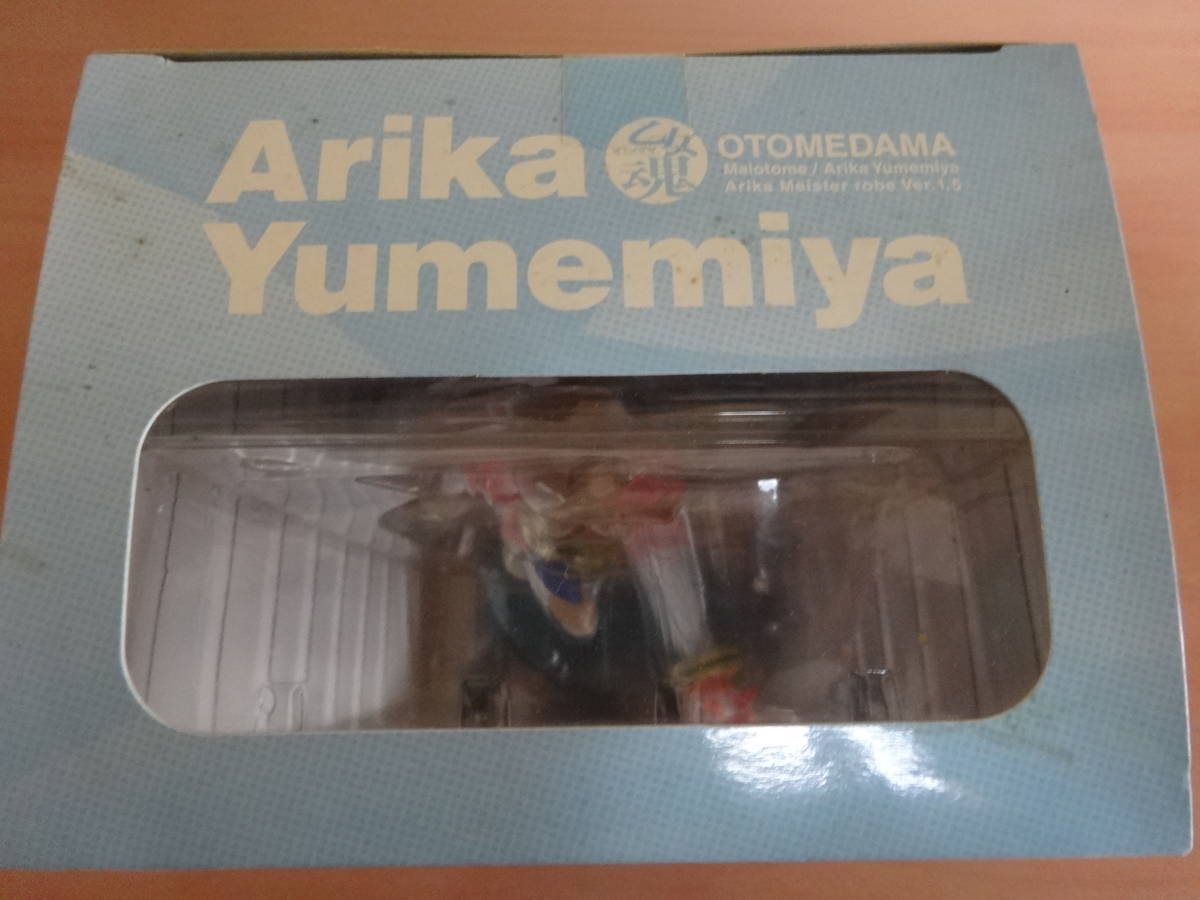 Arika
Yumemiya
乙女魂
OTOMEDAMA
Maiotome / Arika Yumemiya
Arika Meister robe Ver.1.5